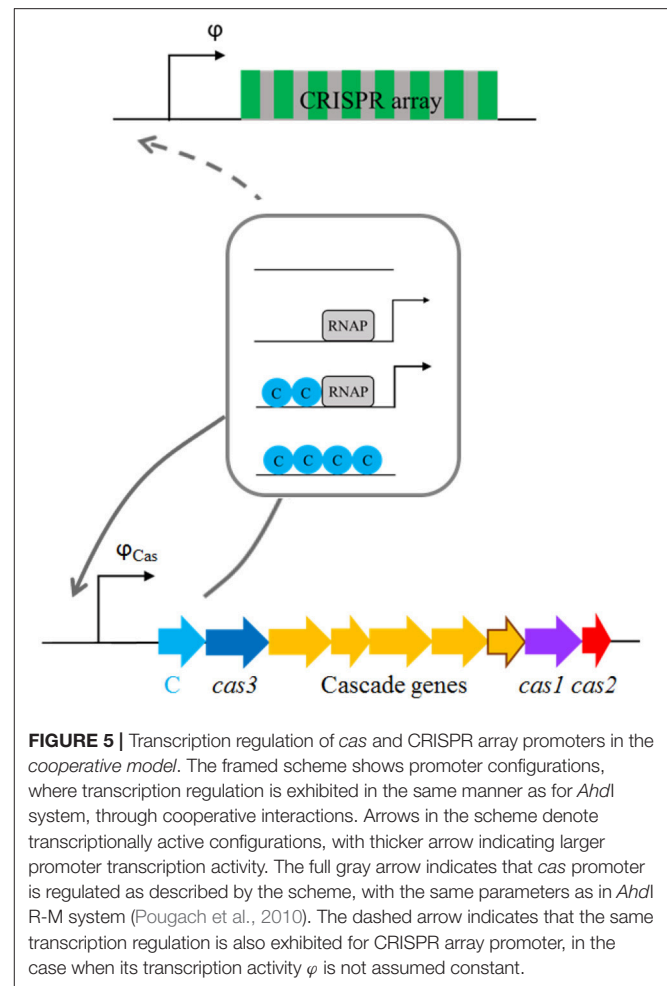 φ
CRISPR array
RNAP
C C RNAP
C C C C
φCas
C cas3 Cascade genes cas1 cas2
FIGURE 5 | Transcription regulation of cas and CRISPR array promoters in the
cooperative model. The framed scheme shows promoter configurations,
where transcription regulation is exhibited in the same manner as for AhdI
system, through cooperative interactions. Arrows in the scheme denote
transcriptionally active configurations, with thicker arrow indicating larger
promoter transcription activity. The full gray arrow indicates that cas promoter
is regulated as described by the scheme, with the same parameters as in AhdI
R-M system (Pougach et al., 2010). The dashed arrow indicates that the same
transcription regulation is also exhibited for CRISPR array promoter, in the
case when its transcription activity φ is not assumed constant.